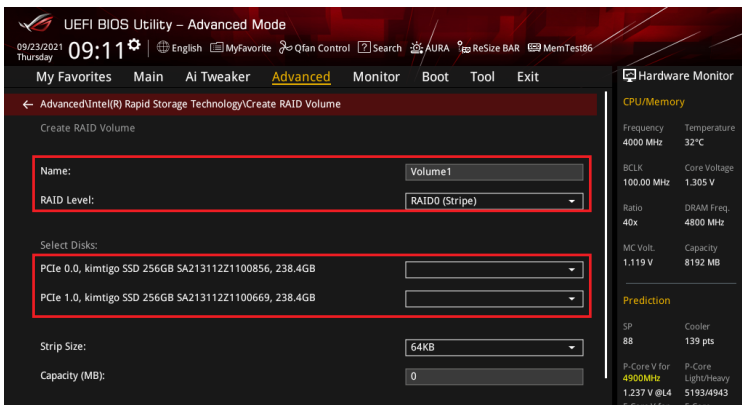 UEFI BIOS Utility – Advanced Mode
09/23/2021 Thursday 09:11 English MyFavorite Qfan Control ? Search AURA ReSize BAR MemTest86
My Favorites Main Ai Tweaker Advanced Monitor Boot Tool Exit
← Advanced\Intel(R) Rapid Storage Technology\Create RAID Volume
Create RAID Volume
Name: Volume1
RAID Level: RAID0 (Stripe)
Select Disks:
PCIe 0.0, kimtigo SSD 256GB SA213112Z1100856, 238.4GB
PCIe 1.0, kimtigo SSD 256GB SA213112Z1100669, 238.4GB
Strip Size: 64KB
Capacity (MB): 0
Hardware Monitor
CPU/Memory
Frequency Temperature
4000 MHz 32°C
BCLK Core Voltage
100.00 MHz 1.305 V
Ratio DRAM Freq.
40x 4800 MHz
MC Volt. Capacity
1.119 V 8192 MB
Prediction
SP Cooler
88 139 pts
P-Core V for P-Core
4900MHz Light/Heavy
1.237 V @L4 5193/4943